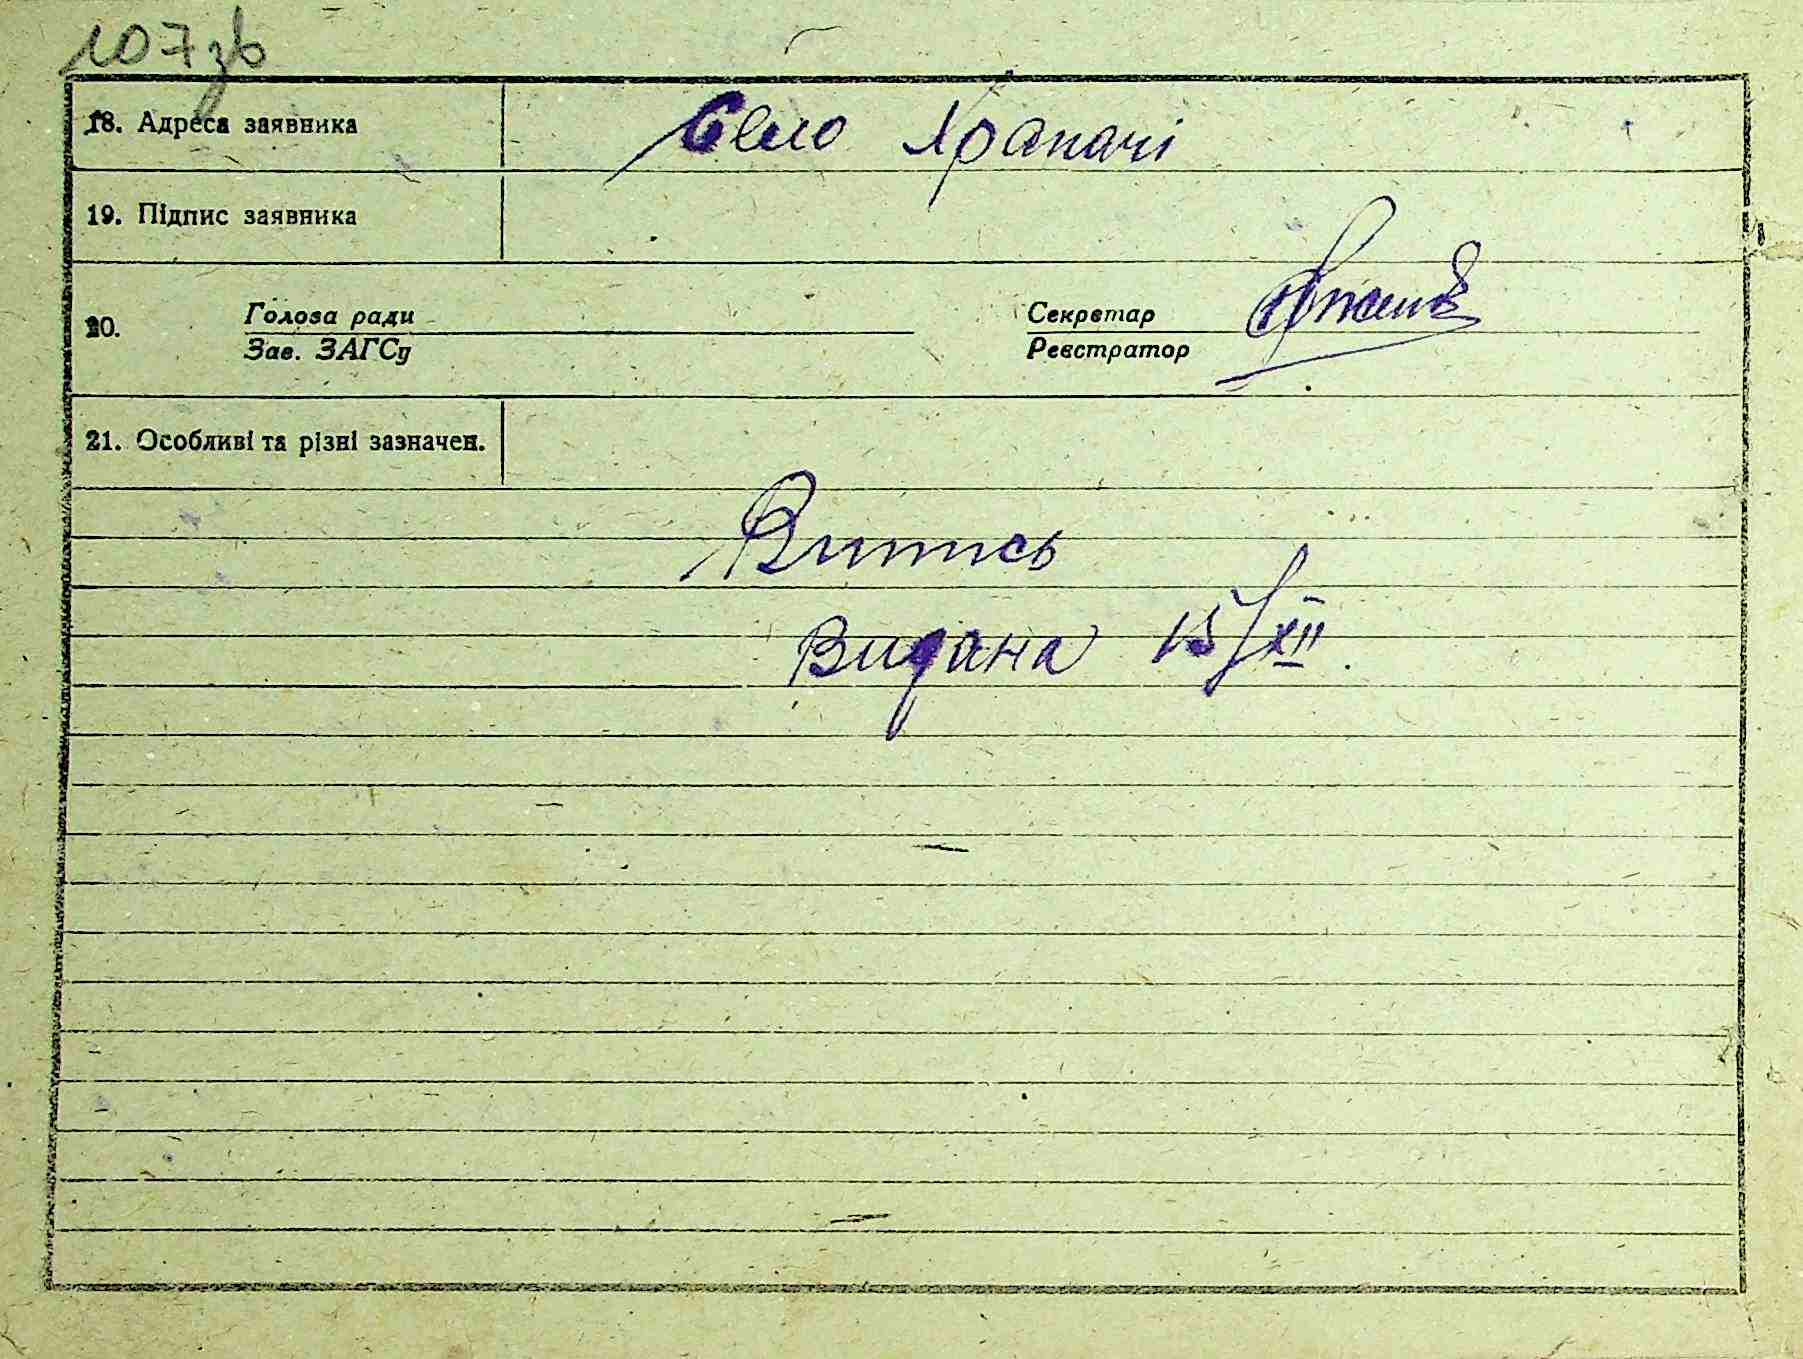 107зв
18. Адреса заявника Село Храпачі
19. Підпис заявника
20. Голова ради Секретар
Зав. ЗАГСу Реєстратор
21. Особливі та різні зазначен.
Витись
Видана 15/XII.